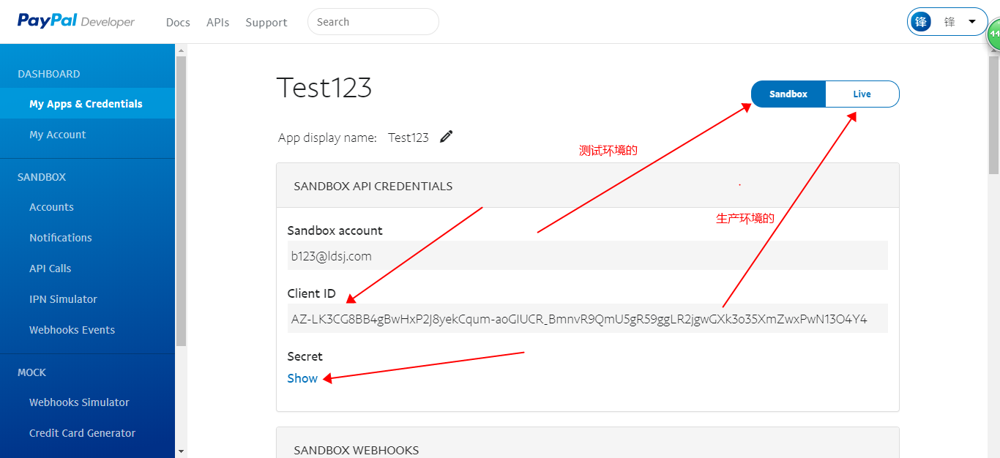 PayPal Developer
Docs APIs Support Search
锋 锋
44
DASHBOARD
My Apps & Credentials
My Account
SANDBOX
Accounts
Notifications
API Calls
IPN Simulator
Webhooks Events
MOCK
Webhooks Simulator
Credit Card Generator
Test123
Sandbox Live
App display name: Test123
测试环境的
SANDBOX API CREDENTIALS
生产环境的
Sandbox account
b123@ldsj.com
Client ID
AZ-LK3CG8BB4gBwHxP2J8yekCqum-aoGIUCR_BmnvR9QmU5gR59ggLR2jgwGXk3o35XmZwxPwN13O4Y4
Secret
Show
SANDBOX WEBHOOKS